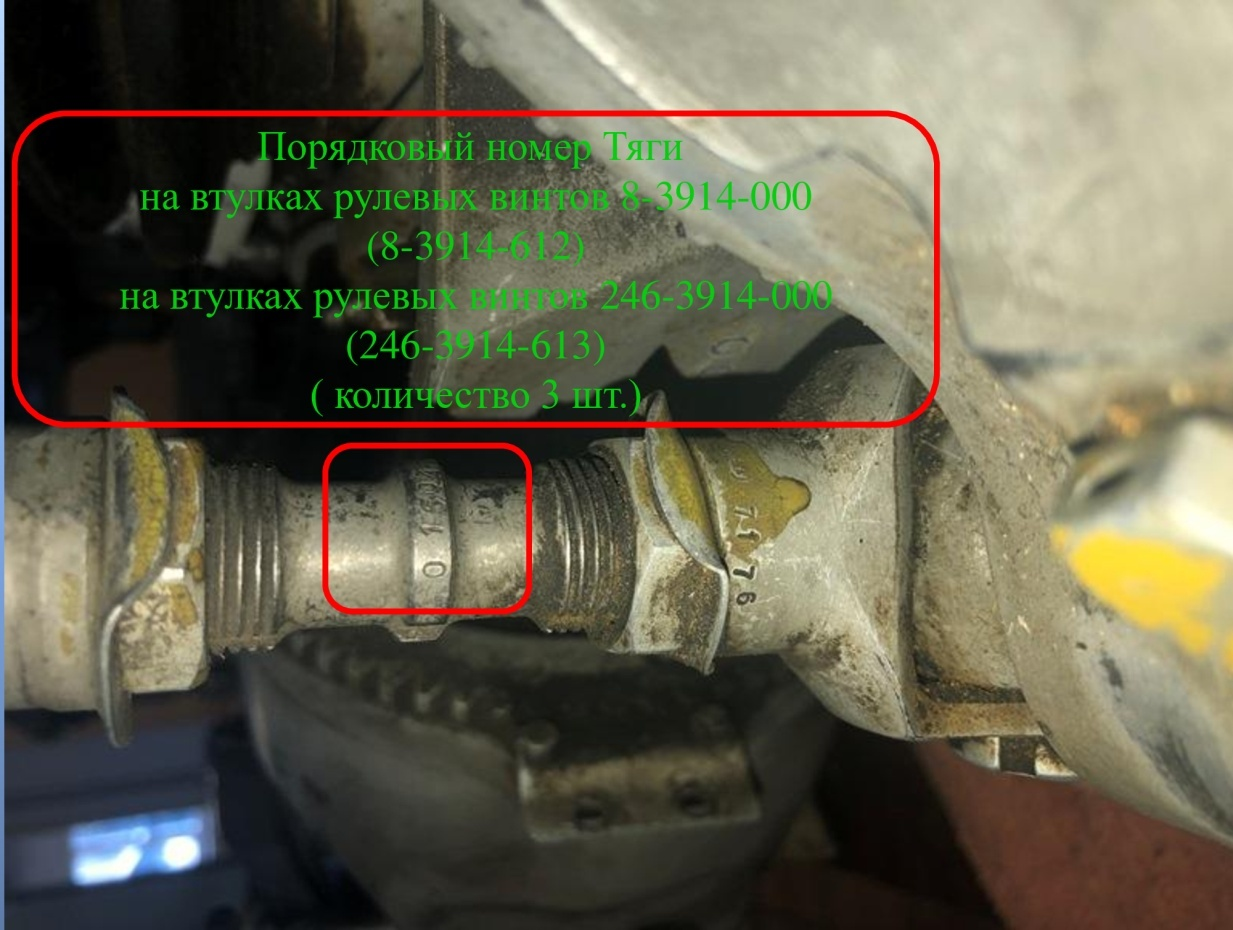 Порядковый номер Тяги
на втулках рулевых винтов 8-3914-000
(8-3914-612)
на втулках рулевых винтов 246-3914-000
(246-3914-613)
( количество 3 шт.)